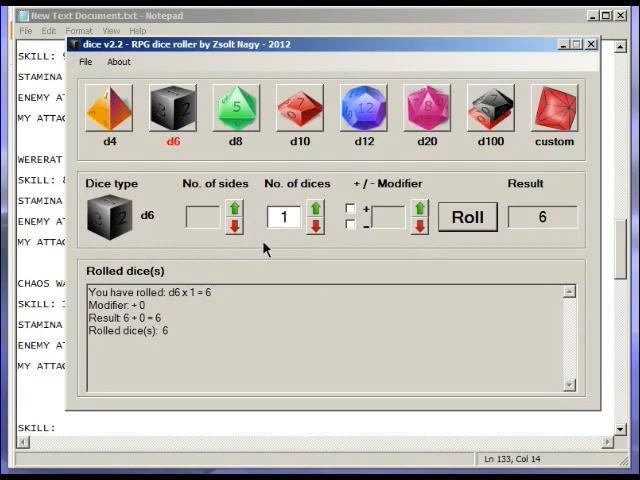 New Text Document.txt - Notepad
File Edit Format View Help
dice v2.2 - RPG dice roller by Zsolt Nagy - 2012
File About
d4 d6 d8 d10 d12 d20 d100 custom
Dice type No. of sides No. of dices + / - Modifier Result
d6 1 + - Roll 6
Rolled dice(s)
You have rolled: d6 x 1 = 6
Modifier: + 0
Result: 6 + 0 = 6
Rolled dice(s): 6
SKILL:
STAMINA
ENEMY AT
MY ATTAC
WERERAT
SKILL: 8
STAMINA
ENEMY AT
MY ATTAC
CHAOS WA
SKILL:
STAMINA
ENEMY AT
MY ATTAC
SKILL:
Ln 133, Col 14